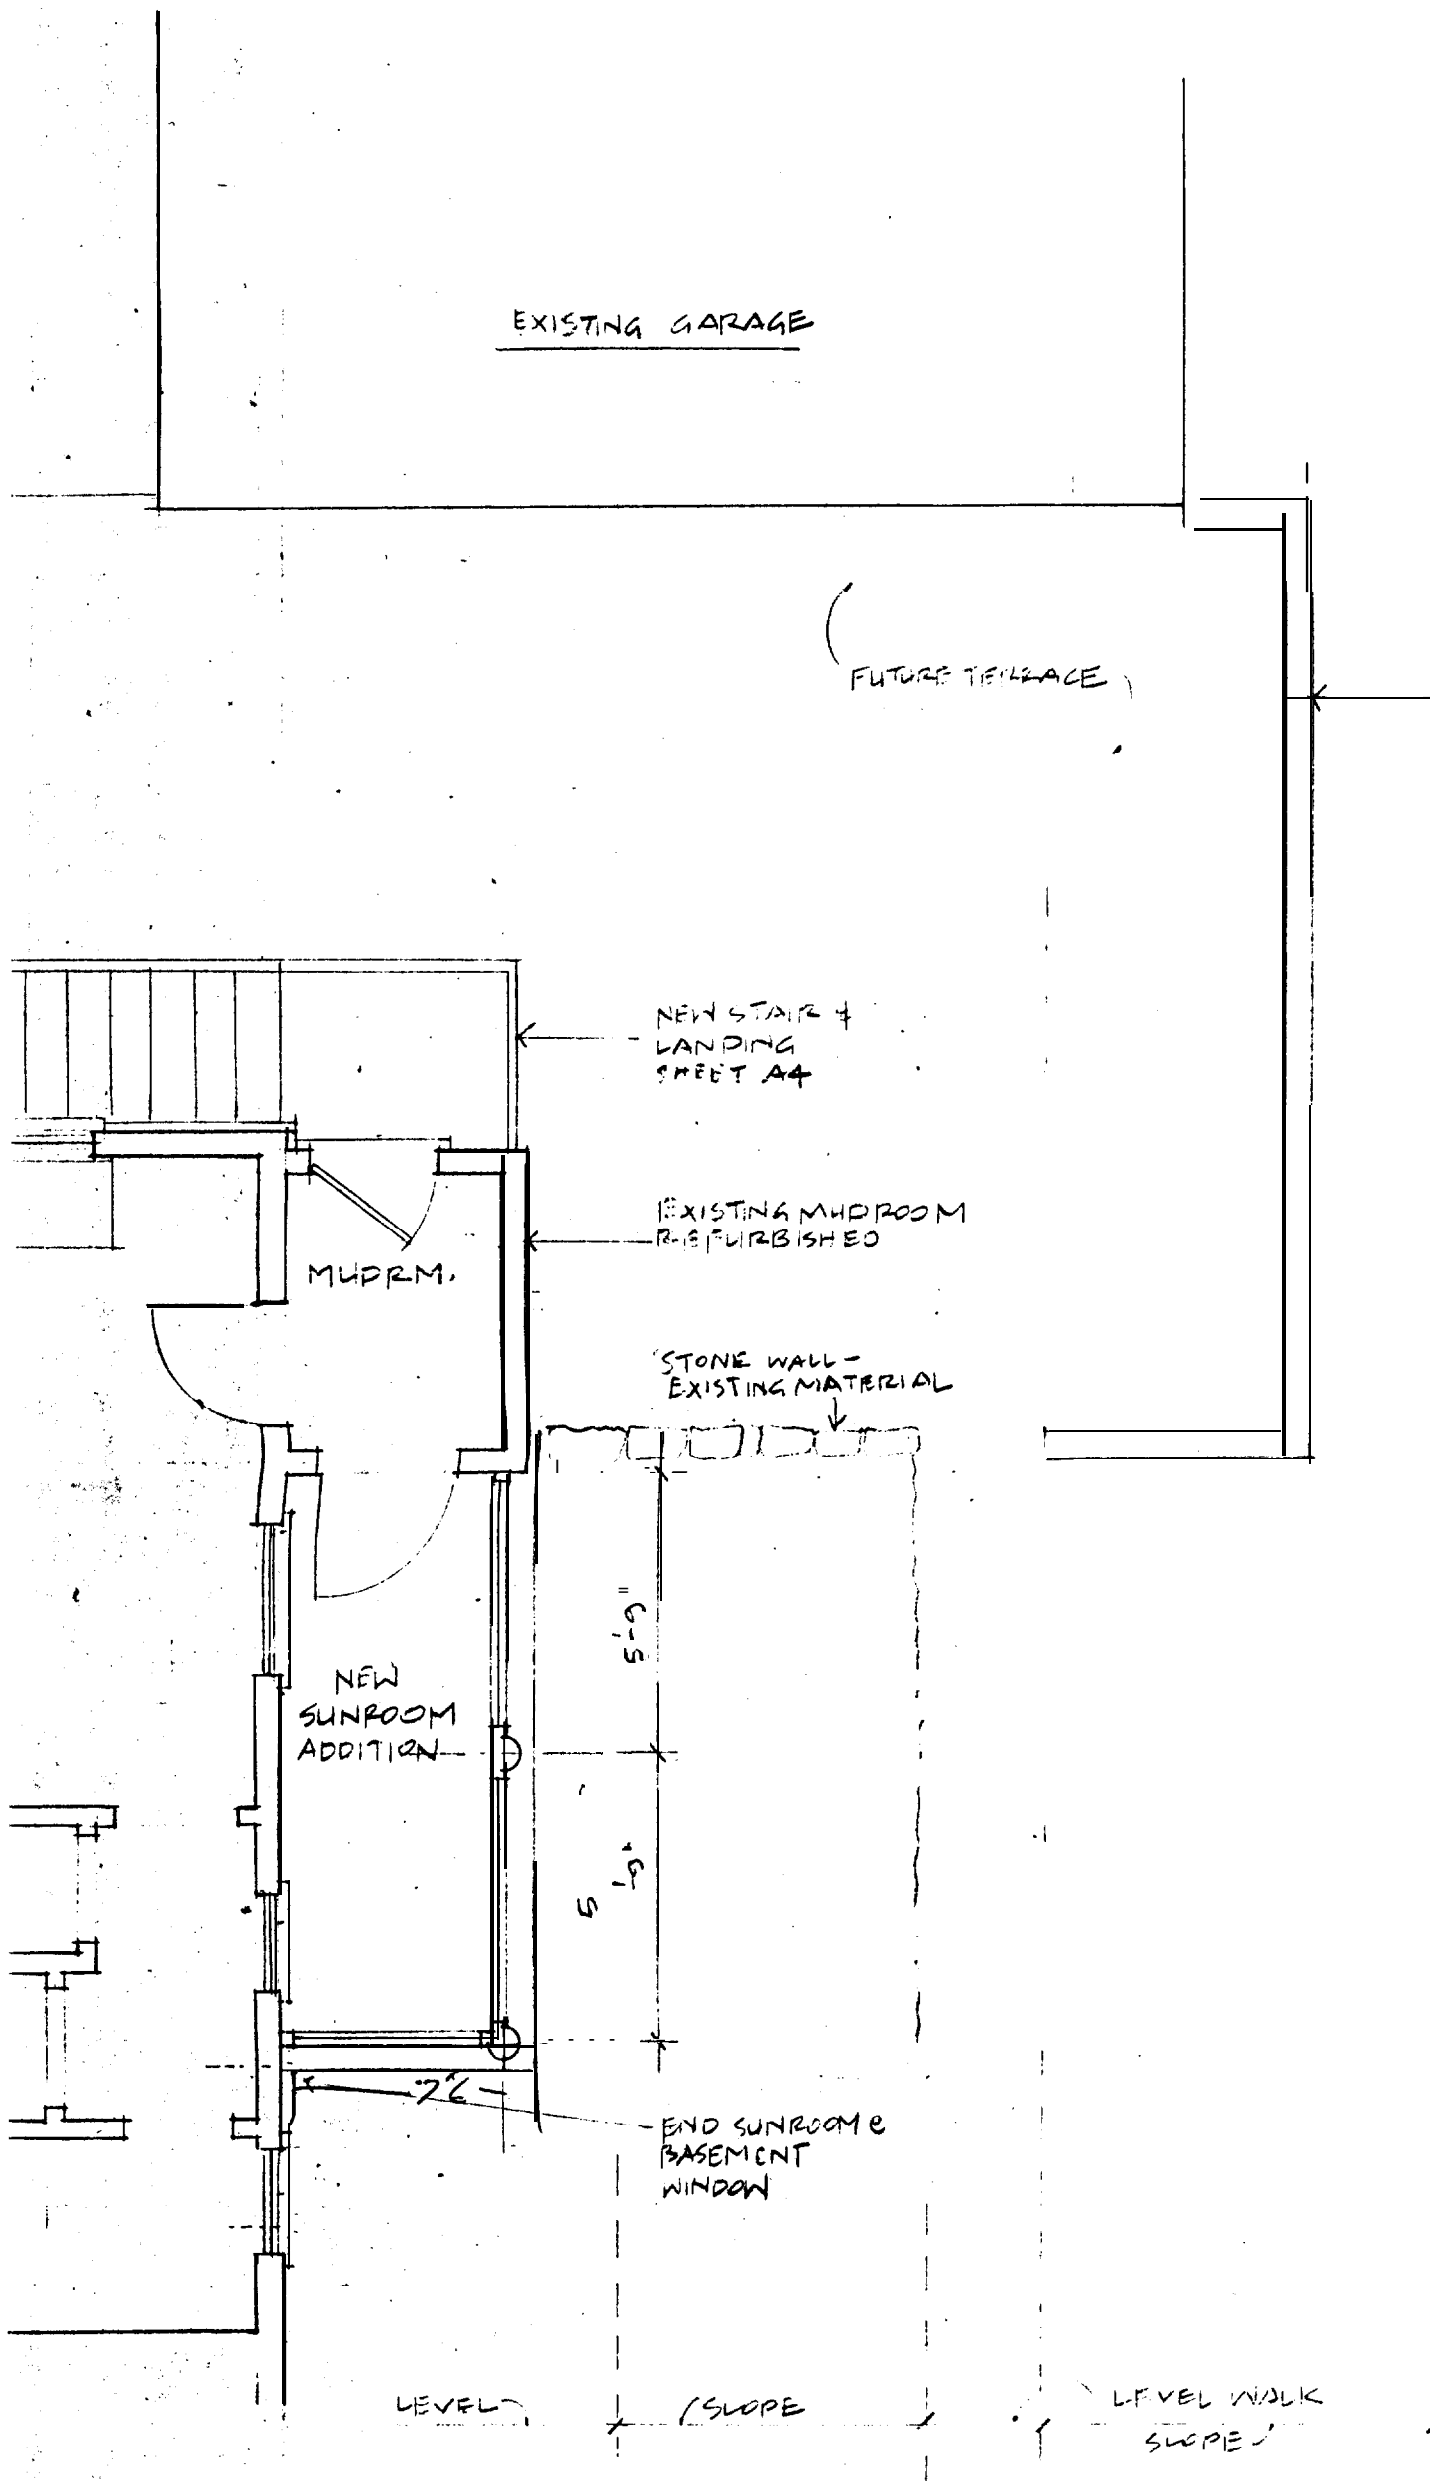 EXISTING GARAGE
FUTURE TERRACE
NEW STAIR &
LANDING
SHEET A4
EXISTING MUDROOM
REFURBISHED
MUDRM.
STONE WALL -
EXISTING MATERIAL
5'-9"
NEW
SUNROOM
ADDITION
5'-9"
END SUNROOM @
BASEMENT
WINDOW
LEVEL
SLOPE
LEVEL WALK
SLOPE